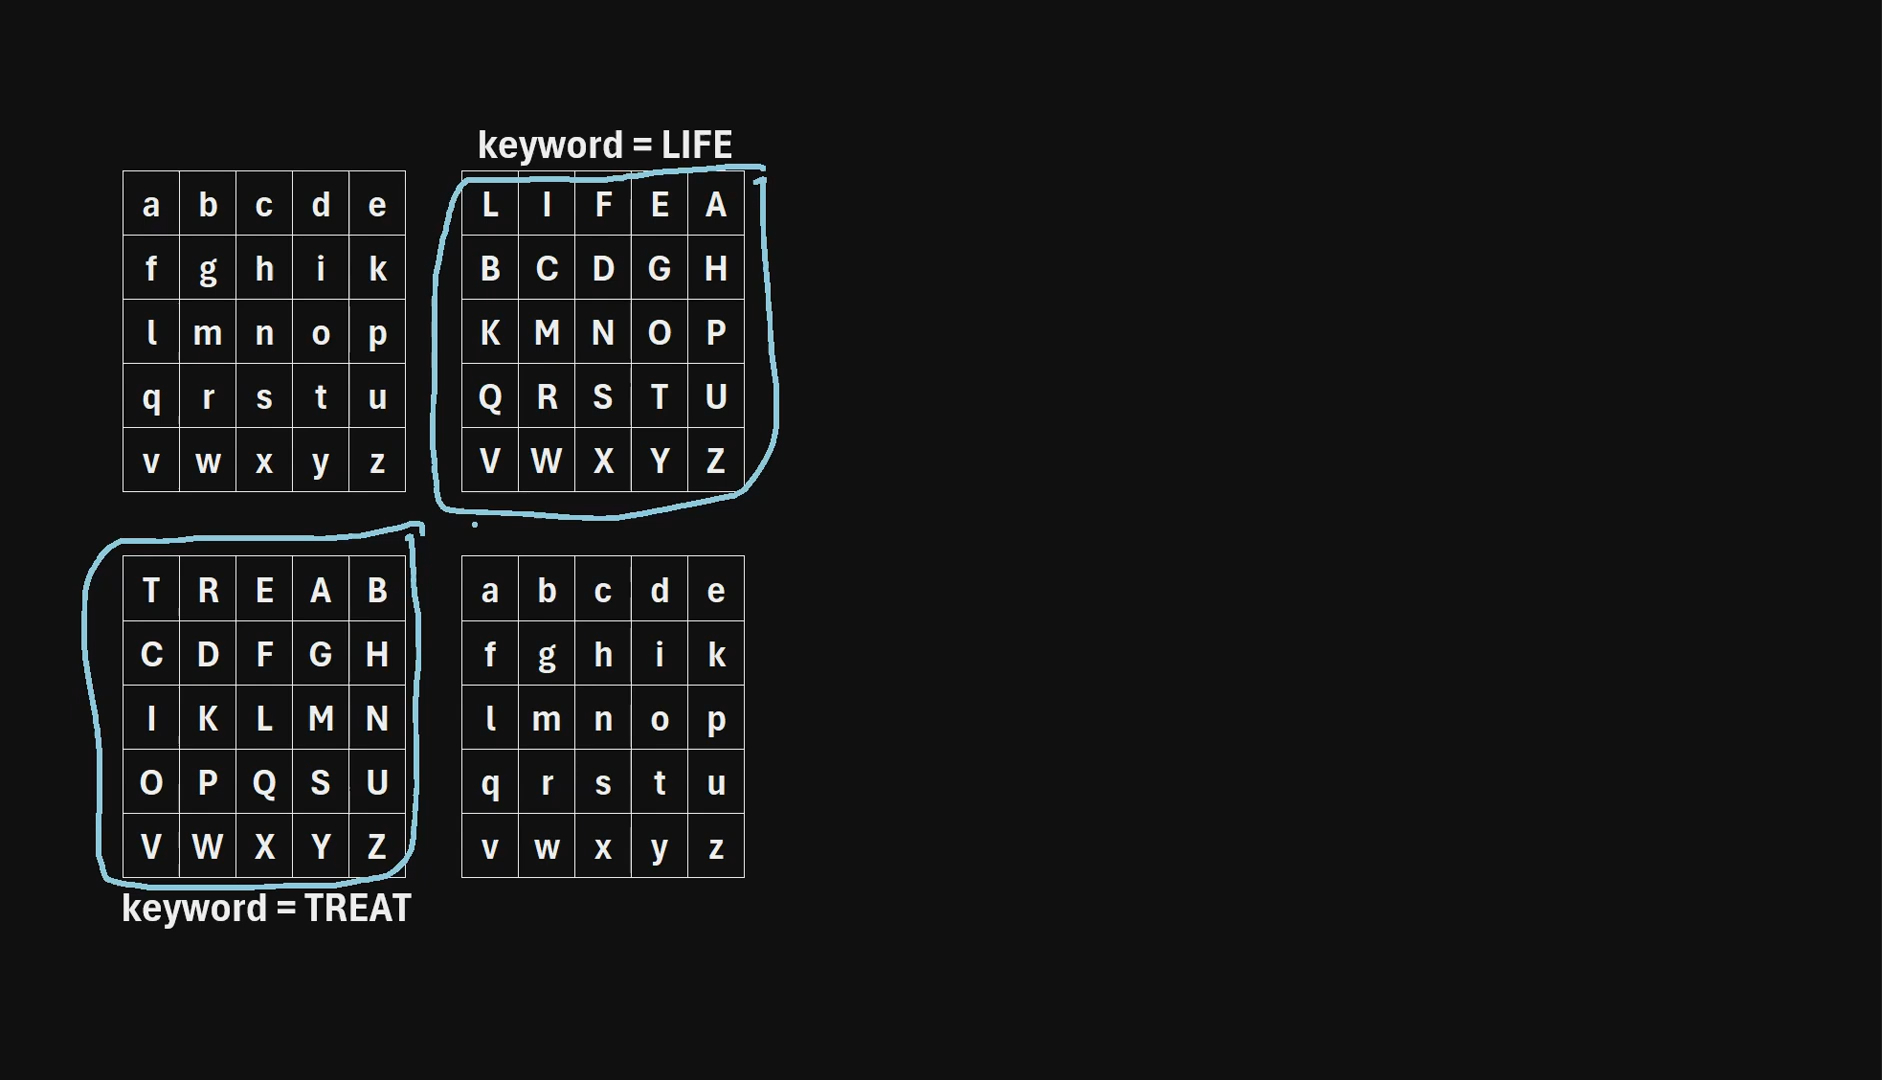 keyword = LIFE
a b c d e L I F E A
f g h i k B C D G H
l m n o p K M N O P
q r s t u Q R S T U
v w x y z V W X Y Z
T R E A B a b c d e
C D F G H f g h i k
I K L M N l m n o p
O P Q S U q r s t u
V W X Y Z v w x y z
keyword = TREAT